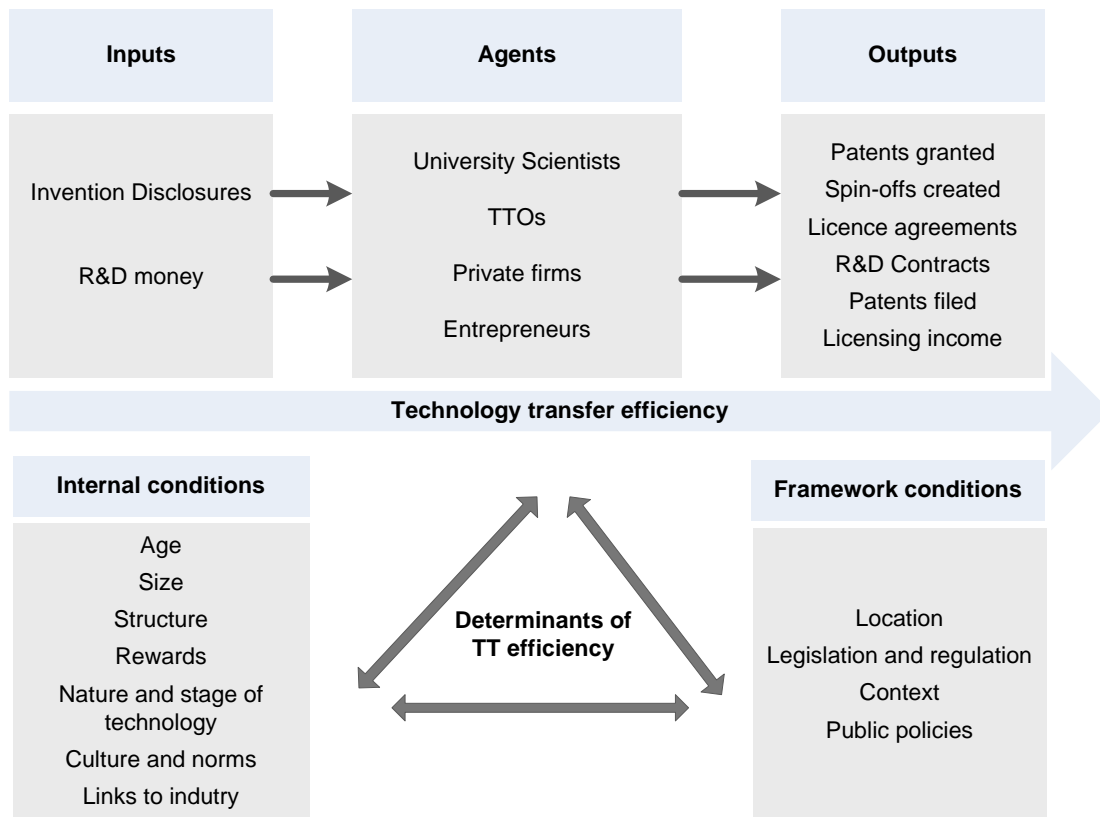 Inputs
Agents
Outputs
Invention Disclosures
R&D money
University Scientists
TTOs
Private firms
Entrepreneurs
Patents granted
Spin-offs created
Licence agreements
R&D Contracts
Patents filed
Licensing income
Technology transfer efficiency
Internal conditions
Age
Size
Structure
Rewards
Nature and stage of
technology
Culture and norms
Links to indutry
Determinants of
TT efficiency
Framework conditions
Location
Legislation and regulation
Context
Public policies